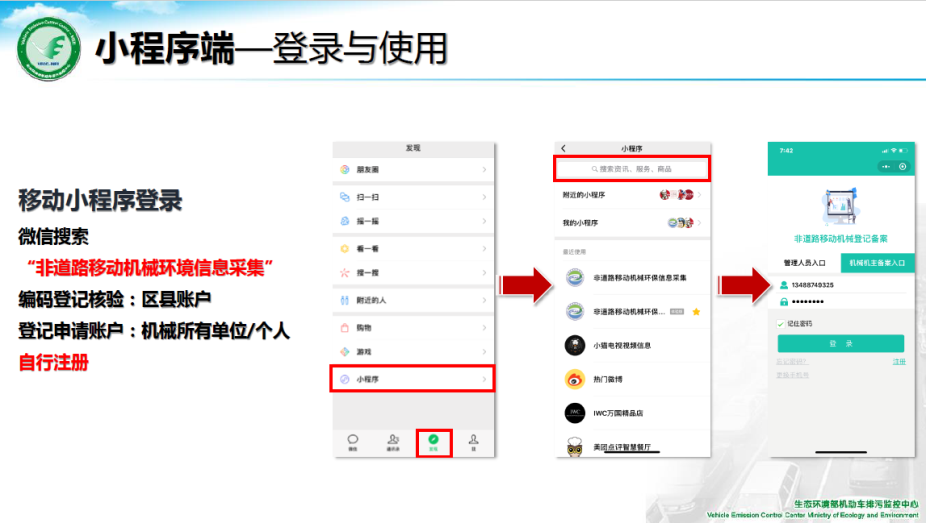 小程序端—登录与使用
移动小程序登录
微信搜索
“非道路移动机械环境信息采集”
编码登记核验：区县账户
登记申请账户：机械所有单位/个人
自行注册
发现
朋友圈
扫一扫
摇一摇
看一看
搜一搜
附近的人
购物
游戏
小程序
微信
通讯录
发现
我
小程序
搜索资讯、服务、商品
附近的小程序
我的小程序
最近使用
非道路移动机械环保信息采集
非道路移动机械环保...
小猫电视视频信息
热门微博
IWC万国精品店
美团点评智慧餐厅
7:42
非道路移动机械登记备案
管理人员入口
机械机主备案入口
13488749325
记住密码
登 录
忘记密码？
注册
更换手机号
生态环境部机动车排污监控中心
Vehicle Emission Control Center Ministry of Ecology and Environment